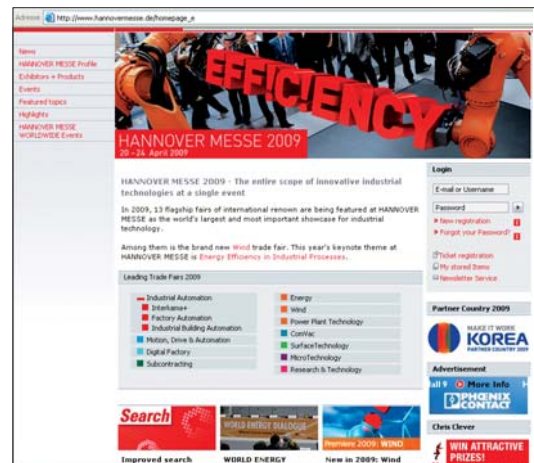 Adresse http://www.hannovermesse.de/homepage_e
News
HANNOVER MESSE Profile
Exhibitors + Products
Events
Featured topics
Highlights
HANNOVER MESSE
WORLDWIDE Events
EFFICIENCY
HANNOVER MESSE 2009
20 - 24 April 2009
HANNOVER MESSE 2009 - The entire scope of innovative industrial
technologies at a single event
In 2009, 13 flagship fairs of international renown are being featured at HANNOVER
MESSE as the world's largest and most important showcase for industrial
technology.
Among them is the brand new Wind trade fair. This year's keynote theme at
HANNOVER MESSE is Energy Efficiency in Industrial Processes.
Leading Trade Fairs 2009
Industrial Automation
Interkama+
Factory Automation
Industrial Building Automation
Motion, Drive & Automation
Digital Factory
Subcontracting
Energy
Wind
Power Plant Technology
ComVac
SurfaceTechnology
MicroTechnology
Research & Technology
Search
Improved search
WORLD ENERGY DIALOGUE
WORLD ENERGY
Premiere 2009: WIND
New in 2009: Wind
Login
E-mail or Username
Password
New registration
Forgot your Password?
Ticket registration
My stored Items
Newsletter Service
Partner Country 2009
MAKE IT WORK
KOREA
PARTNER COUNTRY 2009
Advertisement
all 9 More Info H
PHŒNIX
CONTACT
Chris Clever
WIN ATTRACTIVE
PRIZES!